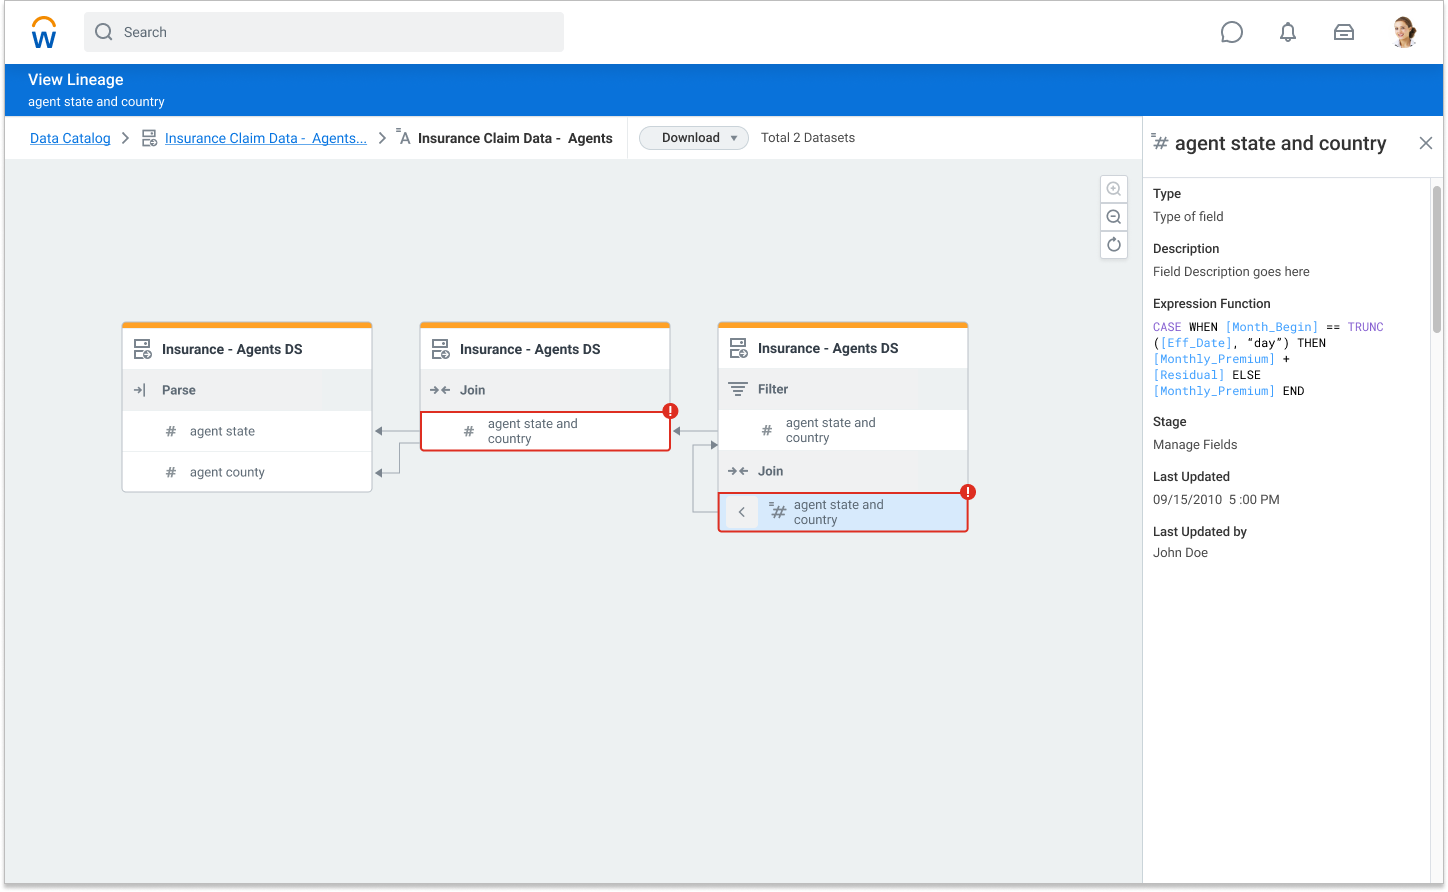 W
Search
View Lineage
agent state and country
Data Catalog
Insurance Claim Data - Agents...
A
Insurance Claim Data - Agents
Download
Total 2 Datasets
# agent state and country
Type
Type of field
Description
Field Description goes here
Expression Function
CASE WHEN [Month_Begin] == TRUNC
([Eff_Date], “day”) THEN
[Monthly_Premium] +
[Residual] ELSE
[Monthly_Premium] END
Stage
Manage Fields
Last Updated
09/15/2010 5 :00 PM
Last Updated by
John Doe
Insurance - Agents DS
Parse
# agent state
# agent county
Insurance - Agents DS
Join
!
# agent state and
country
Insurance - Agents DS
Filter
# agent state and
country
Join
!
# agent state and
country